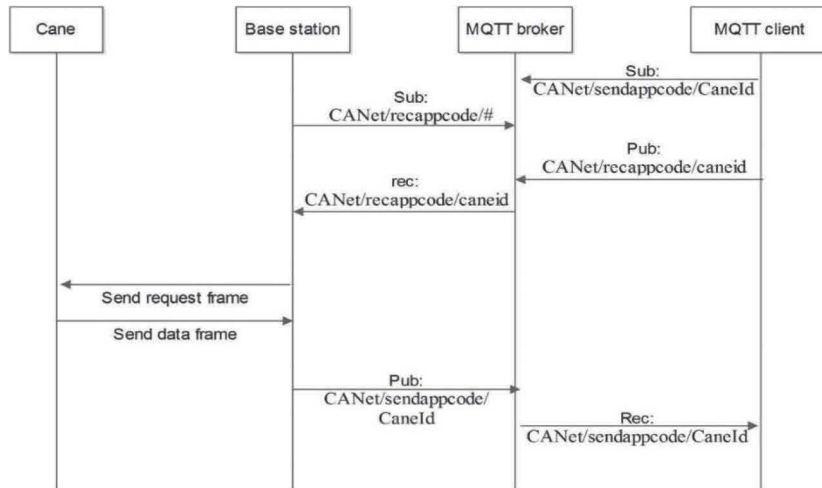 Cane
Base station
MQTT broker
MQTT client
Sub:
CANet/sendappcode/CaneId
Sub:
CANet/recappcode/#
Pub:
CANet/recappcode/caneid
rec:
CANet/recappcode/caneid
Send request frame
Send data frame
Pub:
CANet/sendappcode/
CaneId
Rec:
CANet/sendappcode/CaneId